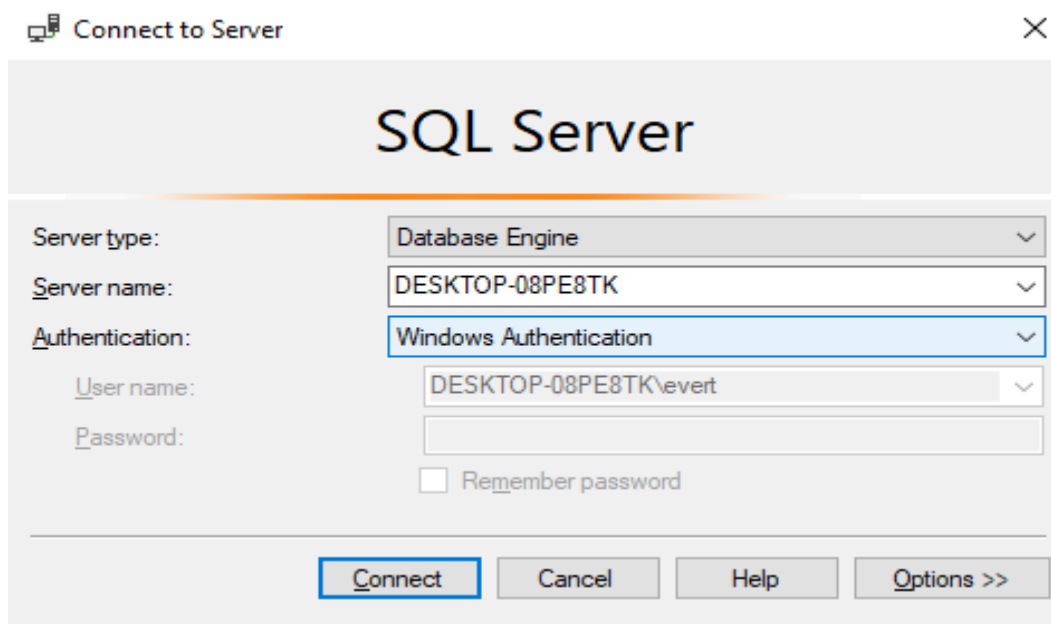 Connect to Server
SQL Server
Server type: Database Engine
Server name: DESKTOP-08PE8TK
Authentication: Windows Authentication
User name: DESKTOP-08PE8TK\evert
Password:
Remember password
Connect Cancel Help Options >>